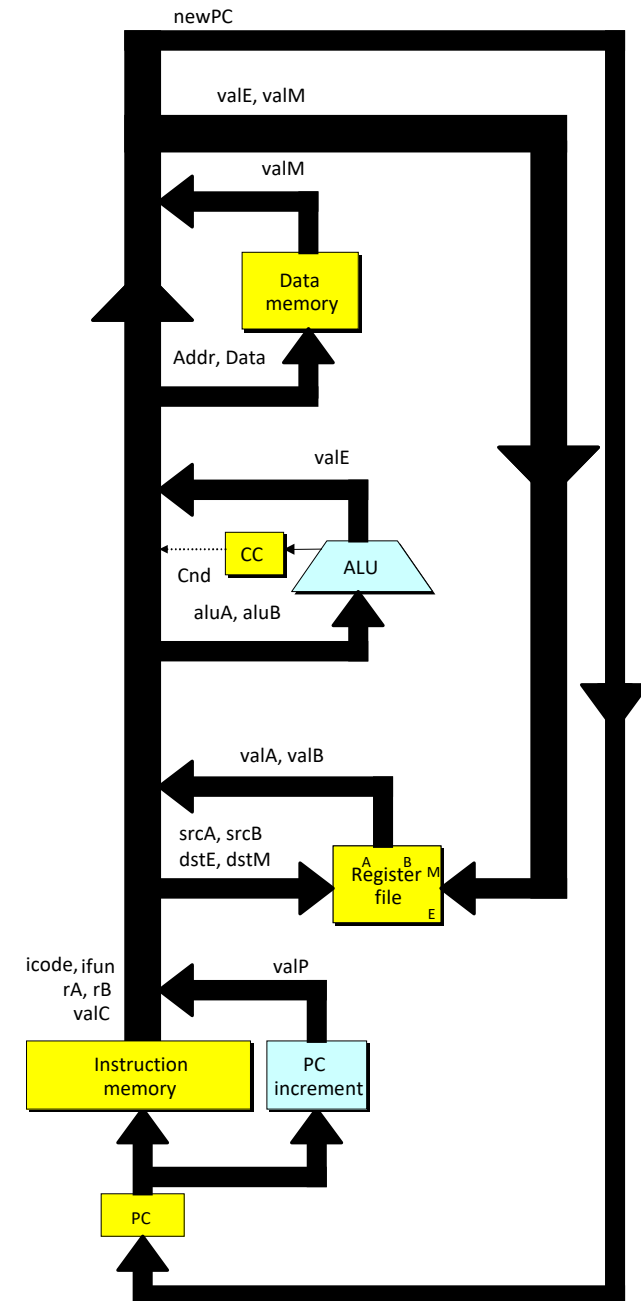 newPC
valE, valM
valM
Data
memory
Addr, Data
valE
CC
ALU
Cnd
aluA, aluB
valA, valB
srcA, srcB
dstE, dstM
A B
Register M
file
E
icode, ifun
rA, rB
valC
valP
Instruction
memory
PC
increment
PC